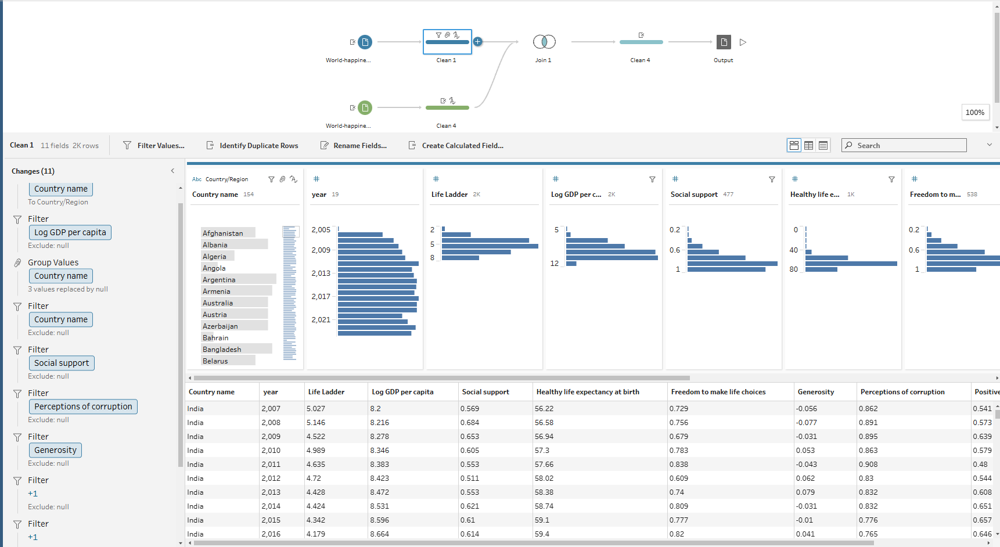 World-happine...
Clean 1
Join 1
Clean 4
Output
World-happine...
Clean 4
100%
Clean 1 11 fields 2K rows
Filter Values...
Identify Duplicate Rows
Rename Fields...
Create Calculated Field...
Search
Changes (11)
Country name
To Country/Region
Filter
Log GDP per capita
Exclude: null
Group Values
Country name
3 values replaced by null
Filter
Country name
Exclude: null
Filter
Social support
Exclude: null
Filter
Perceptions of corruption
Exclude: null
Filter
Generosity
Exclude: null
Filter
+1
Exclude: null
Filter
+1
Abc Country/Region
Country name 154
Afghanistan
Albania
Algeria
Angola
Argentina
Armenia
Australia
Austria
Azerbaijan
Bahrain
Bangladesh
Belarus
#
year 19
2,005
2,009
2,013
2,017
2,021
#
Life Ladder 2K
2
5
8
#
Log GDP per c... 2K
5
12
#
Social support 477
0.2
0.6
1
#
Healthy life e... 1K
0
40
80
#
Freedom to m... 538
0.2
0.6
1
Country name year Life Ladder Log GDP per capita Social support Healthy life expectancy at birth Freedom to make life choices Generosity Perceptions of corruption Positive
India 2,007 5.027 8.2 0.569 56.22 0.729 -0.056 0.862 0.541
India 2,008 5.146 8.216 0.684 56.58 0.756 -0.077 0.891 0.573
India 2,009 4.522 8.278 0.653 56.94 0.679 -0.031 0.895 0.639
India 2,010 4.989 8.346 0.605 57.3 0.783 0.053 0.863 0.579
India 2,011 4.635 8.383 0.553 57.66 0.838 -0.043 0.908 0.48
India 2,012 4.72 8.423 0.511 58.02 0.609 0.062 0.83 0.544
India 2,013 4.428 8.472 0.553 58.38 0.74 0.079 0.832 0.608
India 2,014 4.424 8.531 0.621 58.74 0.809 -0.031 0.832 0.651
India 2,015 4.342 8.596 0.61 59.1 0.777 -0.01 0.776 0.657
India 2,016 4.179 8.664 0.614 59.4 0.82 0.041 0.765 0.646